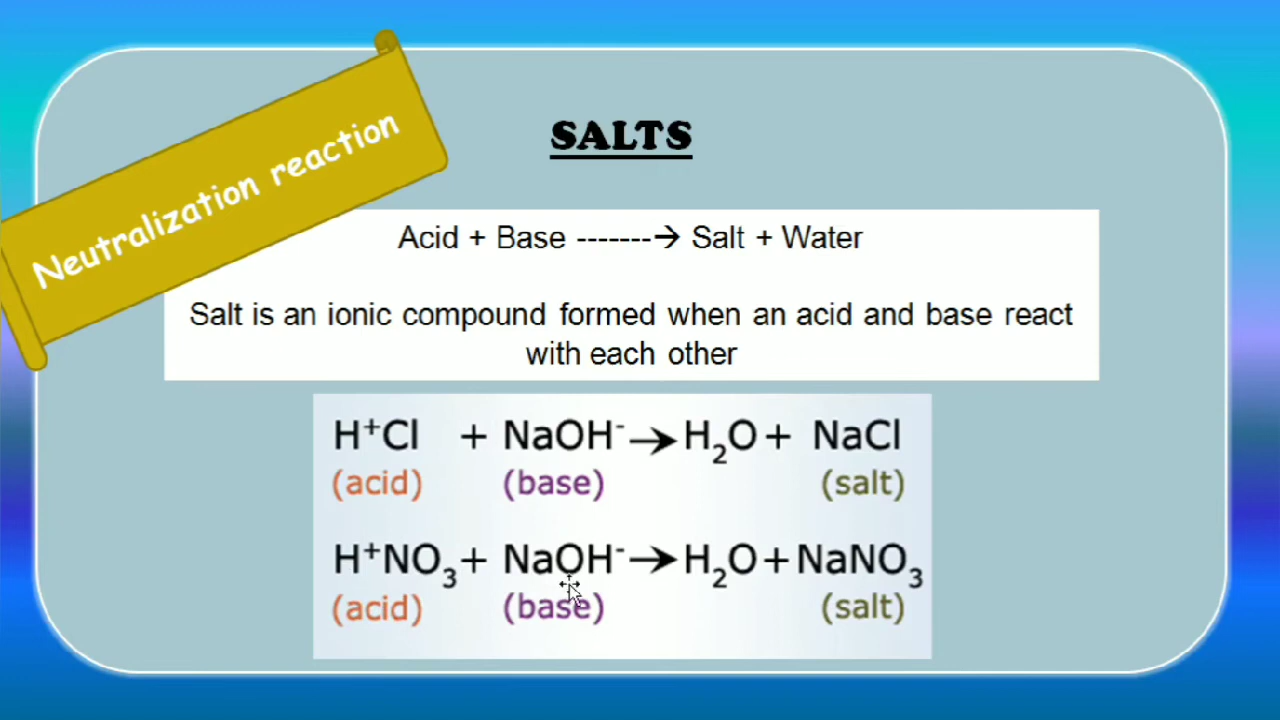 Neutralization reaction
SALTS
Acid + Base -------→ Salt + Water
Salt is an ionic compound formed when an acid and base react
with each other
H⁺Cl + NaOH⁻ → H₂O + NaCl
(acid) (base) (salt)
H⁺NO₃ + NaOH⁻ → H₂O + NaNO₃
(acid) (base) (salt)